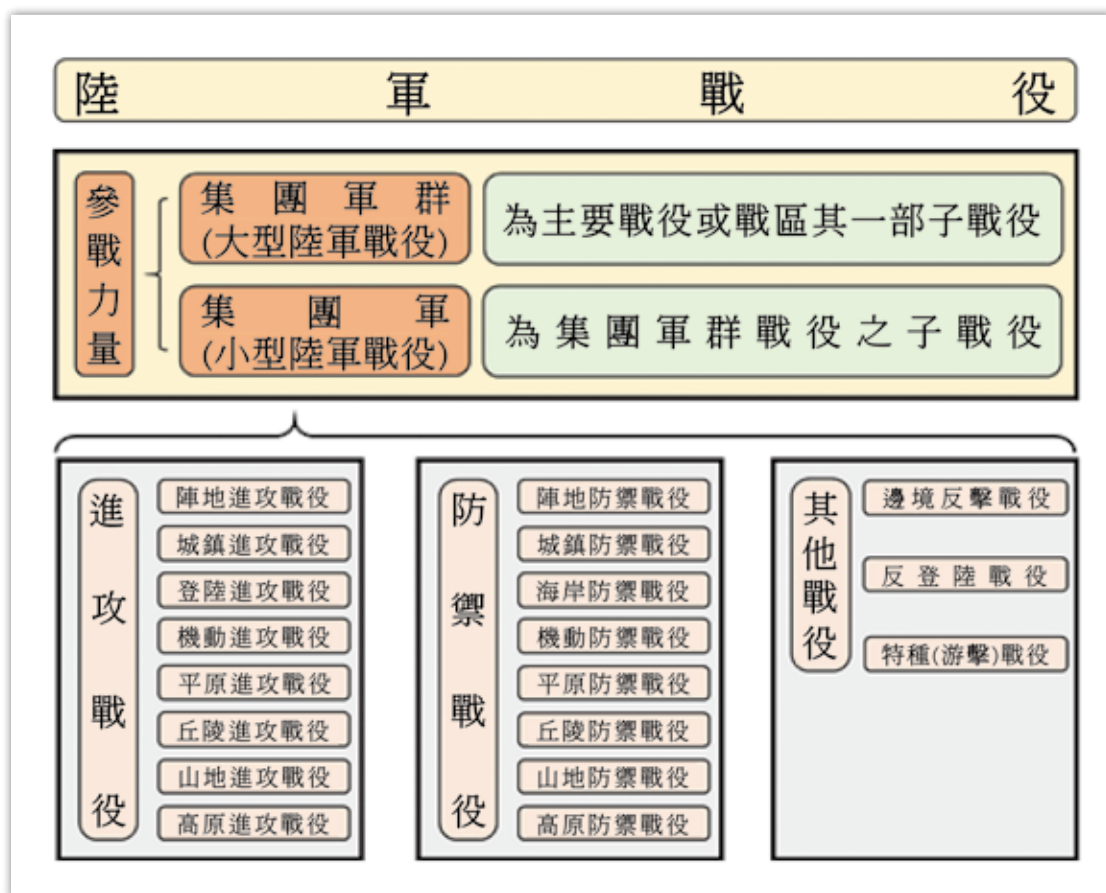 陸軍戰役
參戰力量
集團軍群
(大型陸軍戰役)
為主要戰役或戰區其一部子戰役
集團軍
(小型陸軍戰役)
為集團軍群戰役之子戰役
進攻戰役
陣地進攻戰役
城鎮進攻戰役
登陸進攻戰役
機動進攻戰役
平原進攻戰役
丘陵進攻戰役
山地進攻戰役
高原進攻戰役
防禦戰役
陣地防禦戰役
城鎮防禦戰役
海岸防禦戰役
機動防禦戰役
平原防禦戰役
丘陵防禦戰役
山地防禦戰役
高原防禦戰役
其他戰役
邊境反擊戰役
反登陸戰役
特種(游擊)戰役